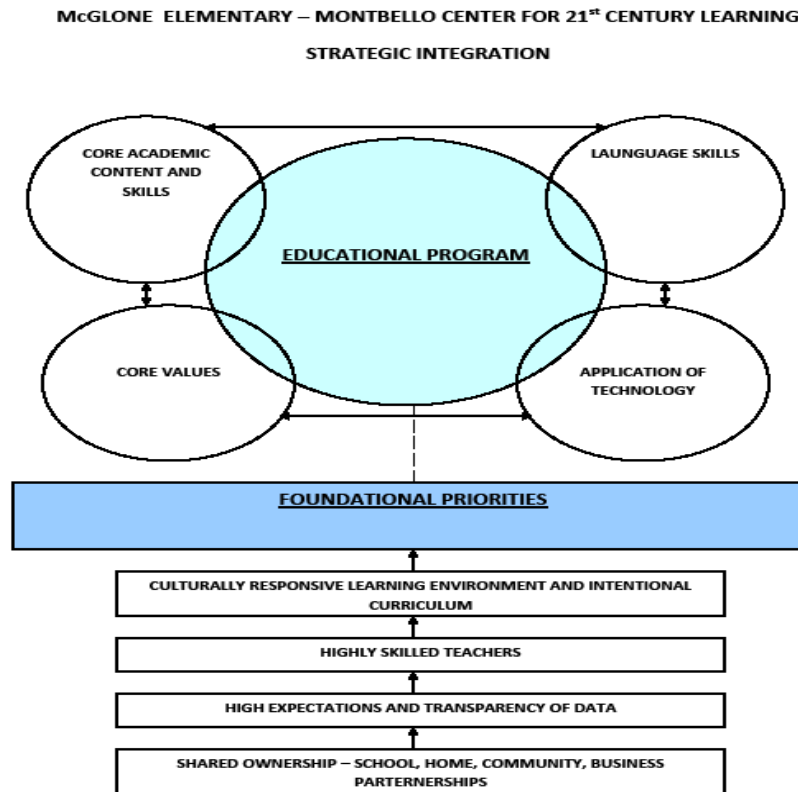 McGLONE ELEMENTARY – MONTBELLO CENTER FOR 21st CENTURY LEARNING
STRATEGIC INTEGRATION
CORE ACADEMIC
CONTENT AND
SKILLS
LAUNGUAGE SKILLS
EDUCATIONAL PROGRAM
CORE VALUES
APPLICATION OF
TECHNOLOGY
FOUNDATIONAL PRIORITIES
CULTURALLY RESPONSIVE LEARNING ENVIRONMENT AND INTENTIONAL
CURRICULUM
HIGHLY SKILLED TEACHERS
HIGH EXPECTATIONS AND TRANSPARENCY OF DATA
SHARED OWNERSHIP – SCHOOL, HOME, COMMUNITY, BUSINESS
PARTERNERSHIPS